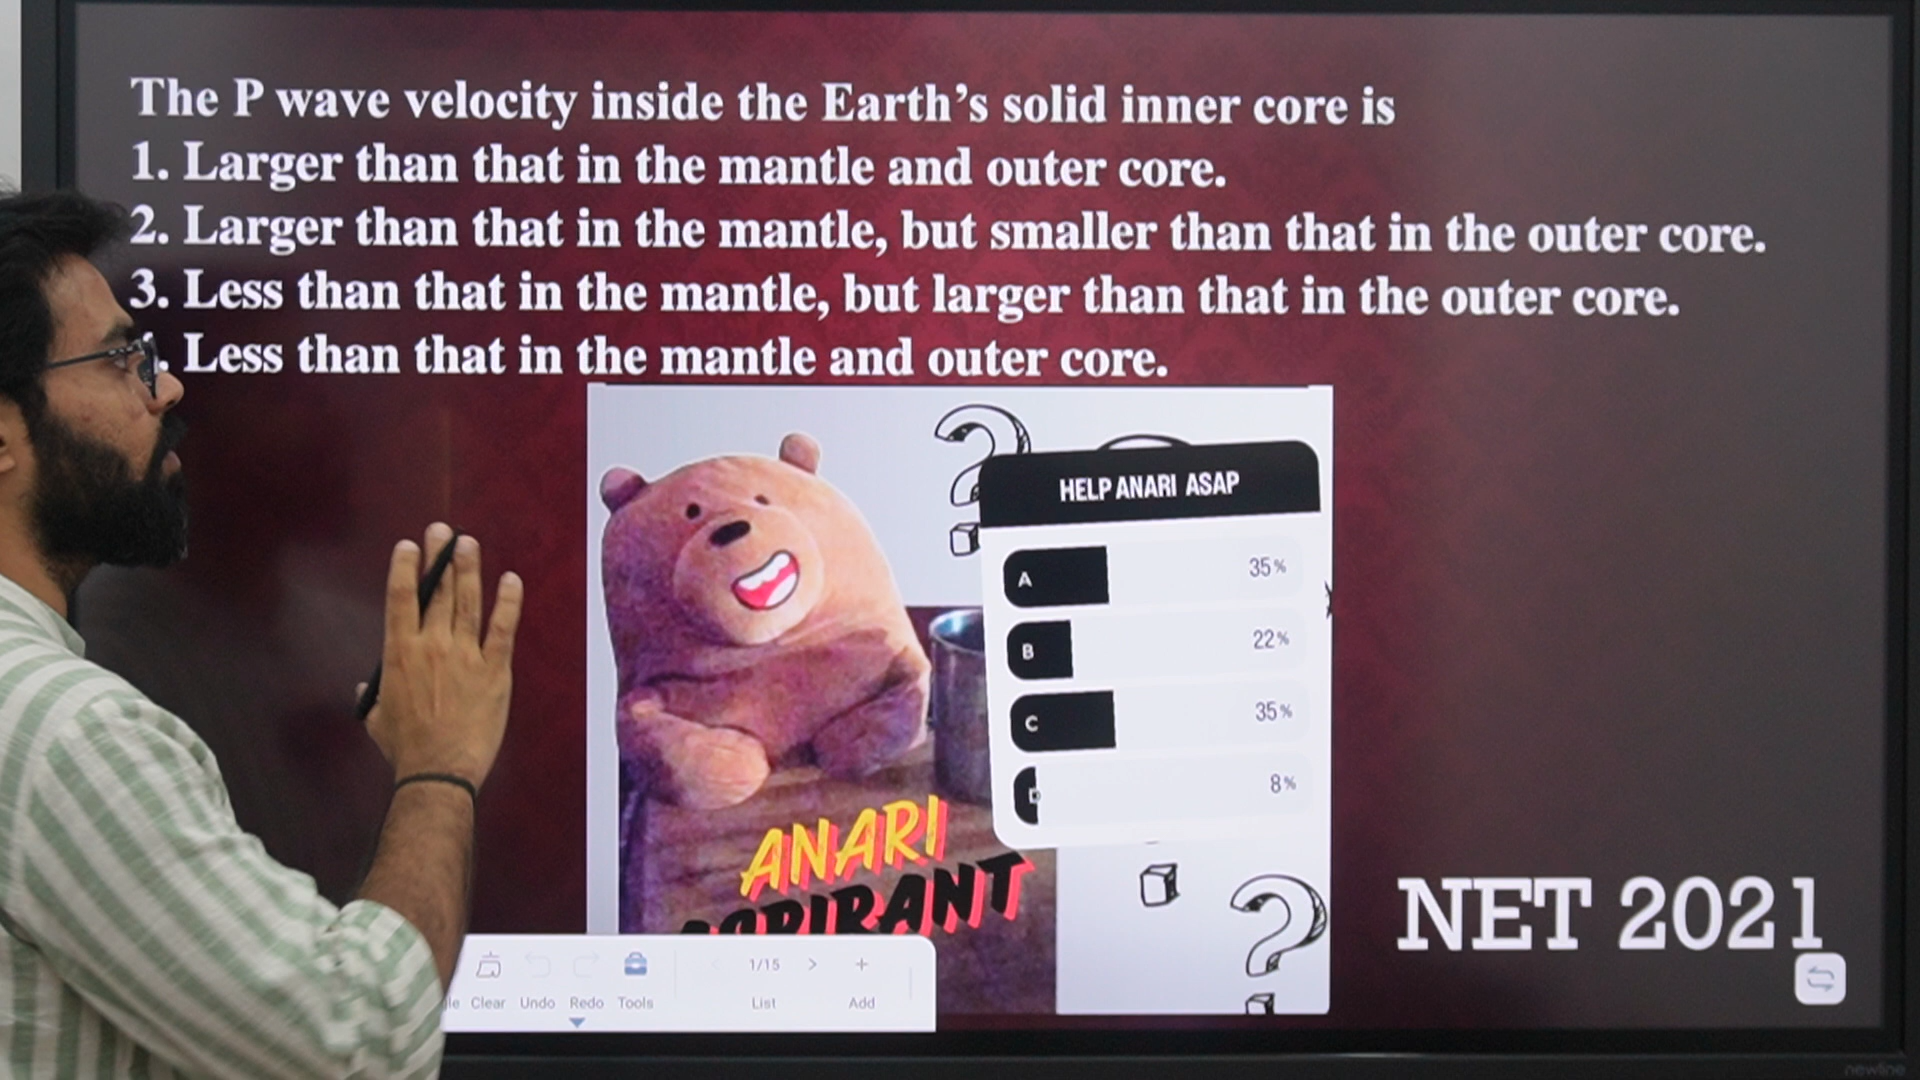 The P wave velocity inside the Earth’s solid inner core is
1. Larger than that in the mantle and outer core.
2. Larger than that in the mantle, but smaller than that in the outer core.
3. Less than that in the mantle, but larger than that in the outer core.
. Less than that in the mantle and outer core.
HELP ANARI ASAP
A 35%
B 22%
C 35%
8%
ANARI
ASPIRANT
NET 2021
Clear Undo Redo Tools
1/15
List
Add
newline